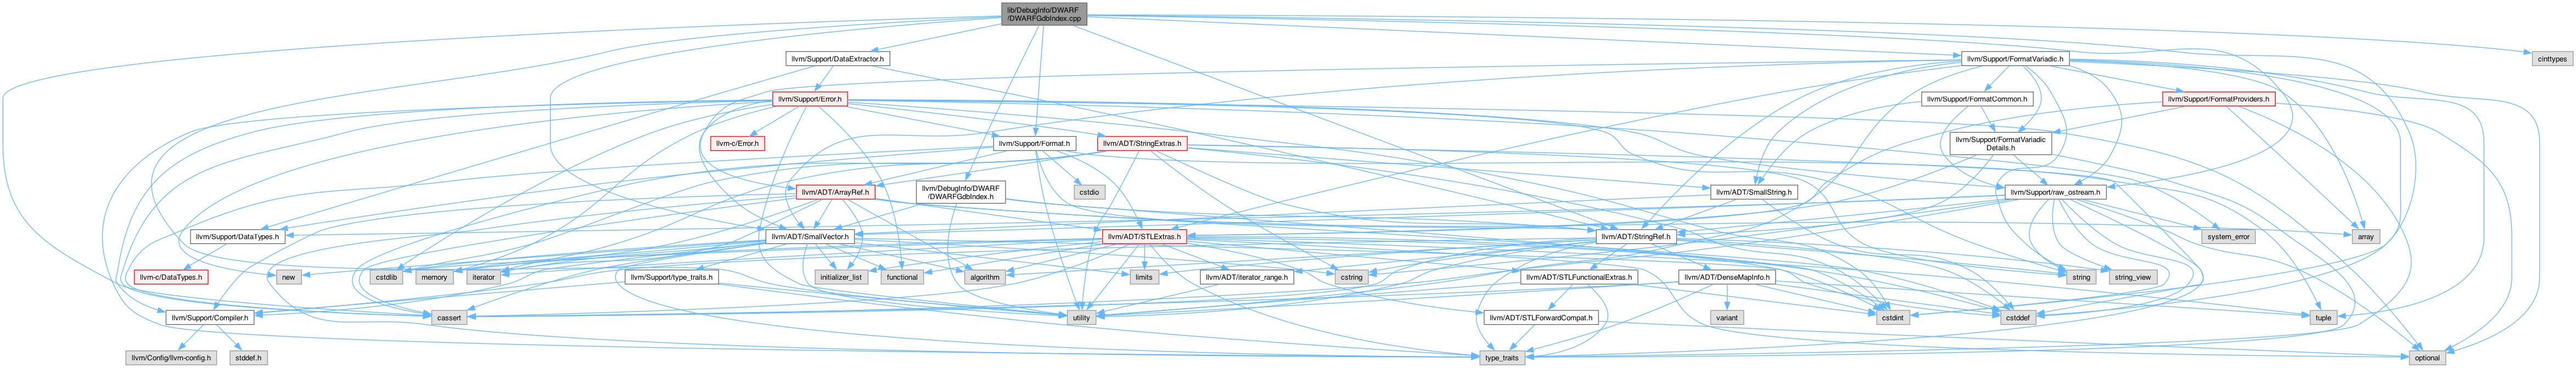 lib/DebugInfo/DWARF
/DWARFGdbIndex.cpp
llvm/Support/DataExtractor.h
llvm/Support/FormatVariadic.h
cinttypes
llvm/Support/Error.h
llvm/Support/FormatCommon.h
llvm/Support/FormatProviders.h
llvm-c/Error.h
llvm/Support/Format.h
llvm/ADT/StringExtras.h
llvm/Support/FormatVariadic
Details.h
llvm/ADT/ArrayRef.h
llvm/DebugInfo/DWARF
/DWARFGdbIndex.h
cstdio
llvm/ADT/SmallString.h
llvm/Support/raw_ostream.h
llvm/Support/DataTypes.h
llvm/ADT/SmallVector.h
llvm/ADT/STLExtras.h
llvm/ADT/StringRef.h
system_error
array
llvm-c/DataTypes.h
new
cstdlib
memory
iterator
llvm/Support/type_traits.h
initializer_list
functional
algorithm
limits
llvm/ADT/iterator_range.h
cstring
llvm/ADT/STLFunctionalExtras.h
llvm/ADT/DenseMapInfo.h
string
string_view
llvm/Support/Compiler.h
cassert
utility
llvm/ADT/STLForwardCompat.h
variant
cstdint
cstddef
tuple
llvm/Config/llvm-config.h
stddef.h
type_traits
optional